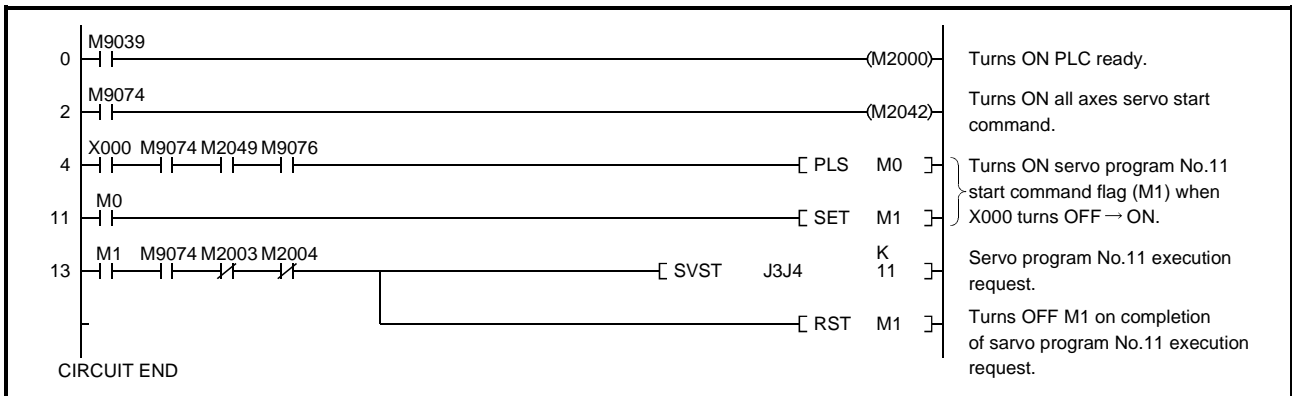 M9039
0 (M2000) Turns ON PLC ready.
M9074
2 (M2042) Turns ON all axes servo start
command.
X000 M9074 M2049 M9076
4 [ PLS M0 ] Turns ON servo program No.11
start command flag (M1) when
M0
11 [ SET M1 ] X000 turns OFF → ON.
M1 M9074 M2003 M2004
13 [ SVST J3J4 K 11 ] Servo program No.11 execution
request.
[ RST M1 ] Turns OFF M1 on completion
of sarvo program No.11 execution
request.
CIRCUIT END